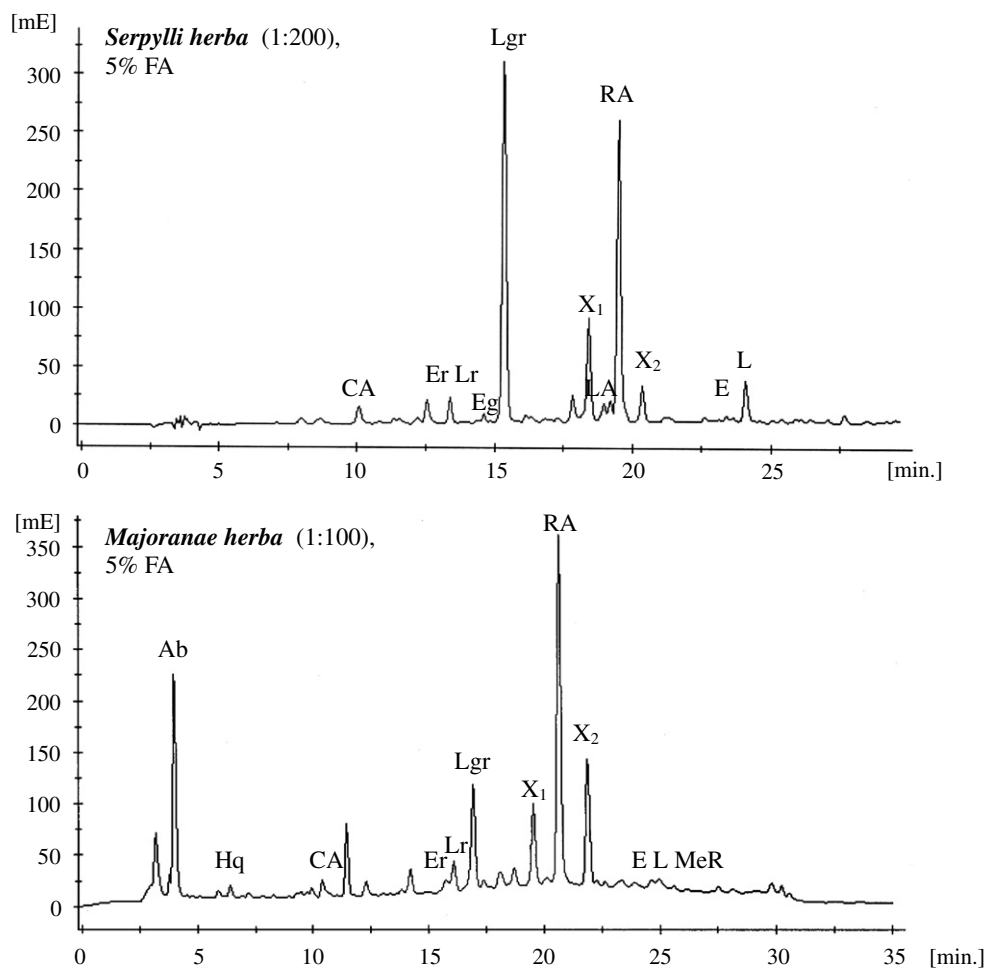 [mE]
Serpylli herba (1:200),
5% FA
Lgr
300
RA
250
200
150
100
X₁
50
CA
Er Lr
Eg
LA
X₂
E
L
0
0 5 10 15 20 25 [min.]
[mE]
Majoranae herba (1:100),
5% FA
RA
350
300
250
Ab
200
150
X₂
Lgr
100
X₁
50
Hq
CA
Er
Lr
E L MeR
0
0 5 10 15 20 25 30 35 [min.]